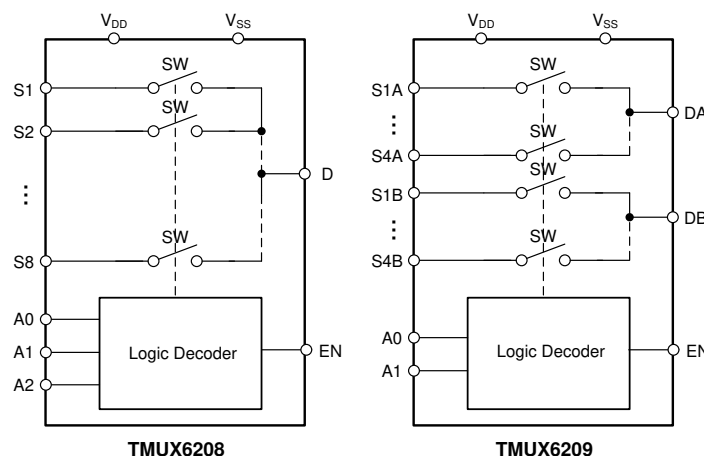 VDD
VSS
SW
S1
SW
S2
...
D
SW
S8
A0
A1
Logic Decoder
EN
A2
TMUX6208
VDD
VSS
SW
S1A
DA
...
SW
S4A
SW
S1B
DB
...
SW
S4B
A0
Logic Decoder
EN
A1
TMUX6209